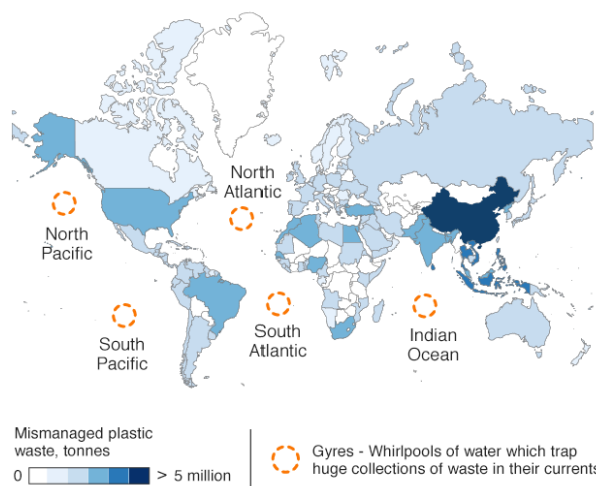 North
Atlantic
North
Pacific
South
Pacific
South
Atlantic
Indian
Ocean
Mismanaged plastic
waste, tonnes
0 > 5 million
Gyres - Whirlpools of water which trap
huge collections of waste in their currents